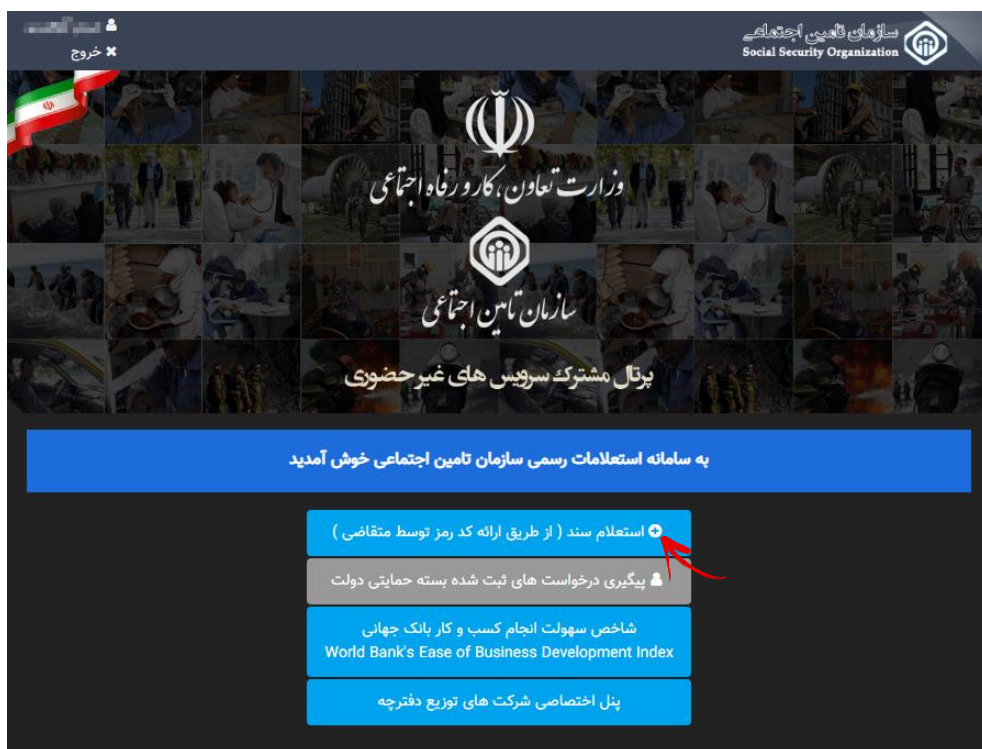 سازمان تامین اجتماعی
Social Security Organization
خروج
وزارت تعاون، کار و رفاه اجتماعی
سازمان تامین اجتماعی
پرتال مشترک سرویس های غیر حضوری
به سامانه استعلامات رسمی سازمان تامین اجتماعی خوش آمدید
استعلام سند ( از طریق ارائه کد رمز توسط متقاضی )
پیگیری درخواست های ثبت شده بسته حمایتی دولت
شاخص سهولت انجام کسب و کار بانک جهانی
World Bank's Ease of Business Development Index
پنل اختصاصی شرکت های توزیع دفترچه